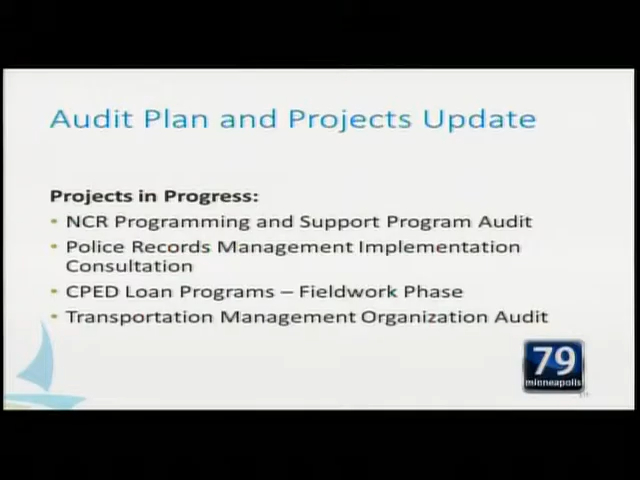 Audit Plan and Projects Update
Projects in Progress:
• NCR Programming and Support Program Audit
• Police Records Management Implementation
Consultation
• CPED Loan Programs – Fieldwork Phase
• Transportation Management Organization Audit
79
minneapolis